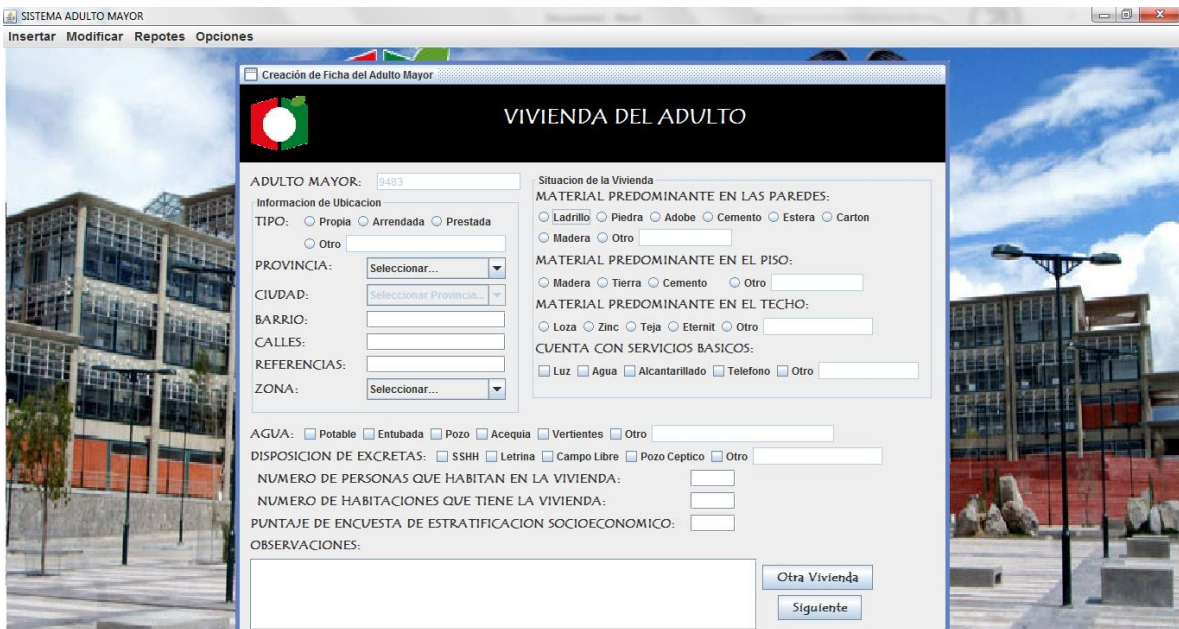 SISTEMA ADULTO MAYOR
Insertar Modificar Repotes Opciones
Creación de Ficha del Adulto Mayor
VIVIENDA DEL ADULTO
ADULTO MAYOR: 9483
Informacion de Ubicacion
TIPO: Propia Arrendada Prestada
Otro
PROVINCIA: Seleccionar...
CIUDAD: Seleccionar Provincia...
BARRIO:
CALLES:
REFERENCIAS:
ZONA: Seleccionar...
Situacion de la Vivienda
MATERIAL PREDOMINANTE EN LAS PAREDES:
Ladrillo Piedra Adobe Cemento Estera Carton
Madera Otro
MATERIAL PREDOMINANTE EN EL PISO:
Madera Tierra Cemento Otro
MATERIAL PREDOMINANTE EN EL TECHO:
Loza Zinc Teja Eternit Otro
CUENTA CON SERVICIOS BASICOS:
Luz Agua Alcantarillado Telefono Otro
AGUA: Potable Entubada Pozo Acequia Vertientes Otro
DISPOSICION DE EXCRETAS: SSHH Letrina Campo Libre Pozo Ceptico Otro
NUMERO DE PERSONAS QUE HABITAN EN LA VIVIENDA:
NUMERO DE HABITACIONES QUE TIENE LA VIVIENDA:
PUNTAJE DE ENCUESTA DE ESTRATIFICACION SOCIOECONOMICO:
OBSERVACIONES:
Otra Vivienda
Siguiente